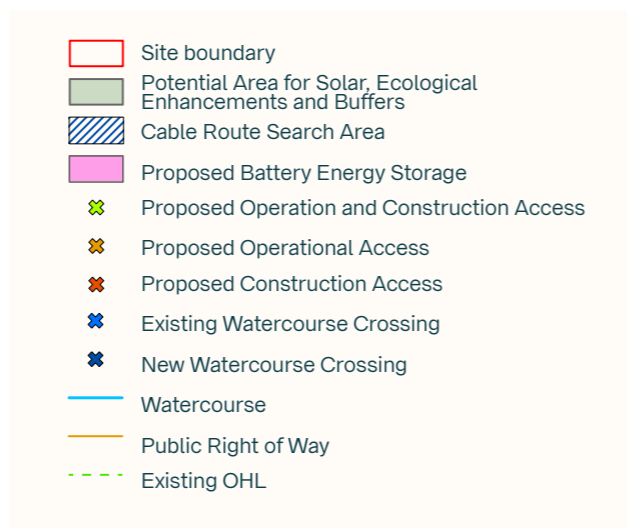 Site boundary
Potential Area for Solar, Ecological
Enhancements and Buffers
Cable Route Search Area
Proposed Battery Energy Storage
Proposed Operation and Construction Access
Proposed Operational Access
Proposed Construction Access
Existing Watercourse Crossing
New Watercourse Crossing
Watercourse
Public Right of Way
Existing OHL